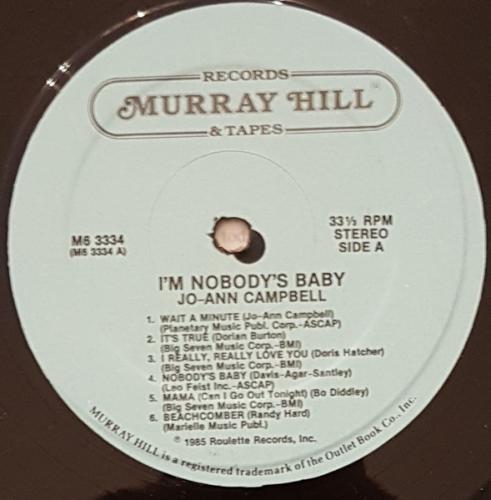 RECORDS
MURRAY HILL®
& TAPES
M6 3334
(M6 3334 A)
33⅓ RPM
STEREO
SIDE A
I'M NOBODY'S BABY
JO-ANN CAMPBELL
1. WAIT A MINUTE (Jo-Ann Campbell)
(Planetary Music Publ. Corp.-ASCAP)
2. IT'S TRUE (Dorian Burton)
(Big Seven Music Corp.-BMI)
3. I REALLY, REALLY LOVE YOU (Doris Hatcher)
(Big Seven Music Corp.-BMI)
4. NOBODY'S BABY (Davis-Agar-Santley)
(Leo Feist Inc.-ASCAP)
5. MAMA (Can I Go Out Tonight) (Bo Diddley)
(Big Seven Music Corp.-BMI)
6. BEACHCOMBER (Randy Hard)
(Marielle Music Publ.)
℗ 1985 Roulette Records, Inc.
MURRAY HILL is a registered trademark of the Outlet Book Co., Inc.